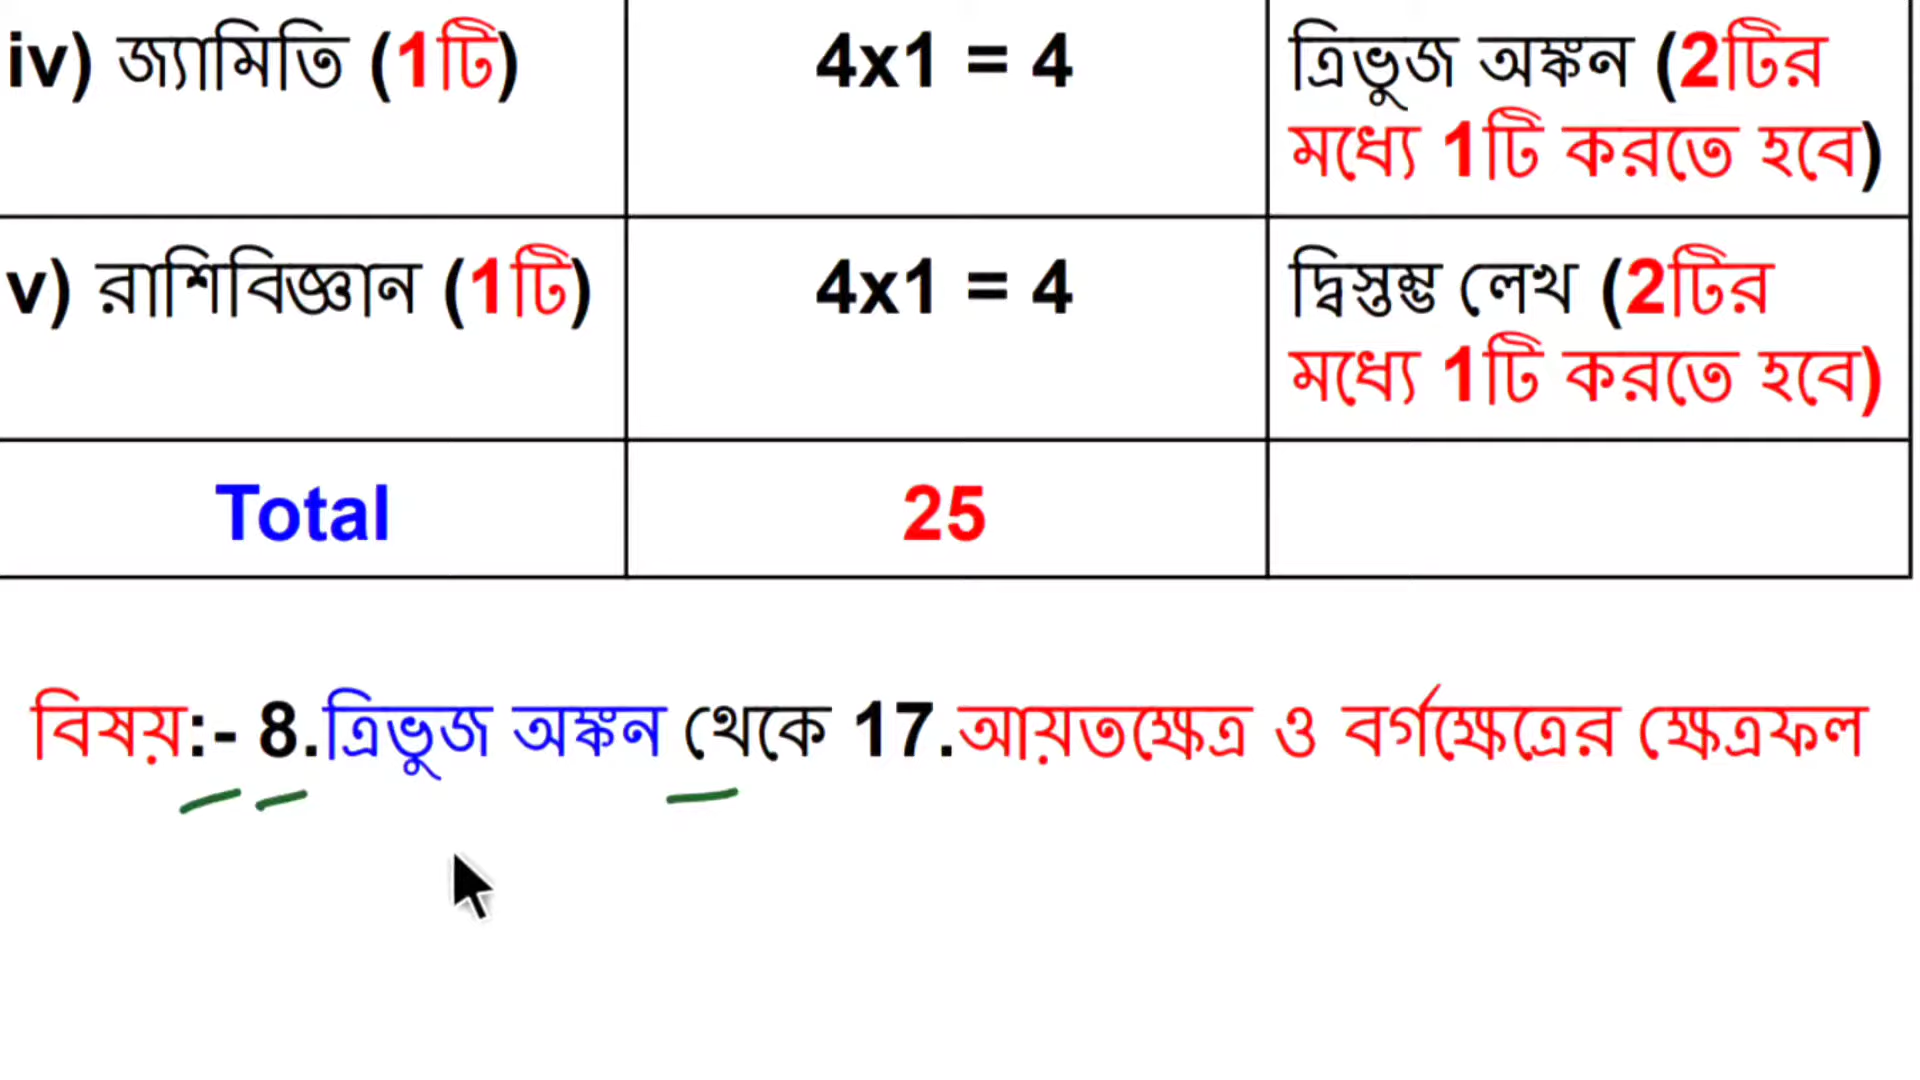 iv) জ্যামিতি (1টি) 4x1 = 4 ত্রিভুজ অঙ্কন (2টির
মধ্যে 1টি করতে হবে)
v) রাশিবিজ্ঞান (1টি) 4x1 = 4 দ্বিস্তম্ভ লেখ (2টির
মধ্যে 1টি করতে হবে)
Total 25
বিষয়:- 8.ত্রিভুজ অঙ্কন থেকে 17.আয়তক্ষেত্র ও বর্গক্ষেত্রের ক্ষেত্রফল